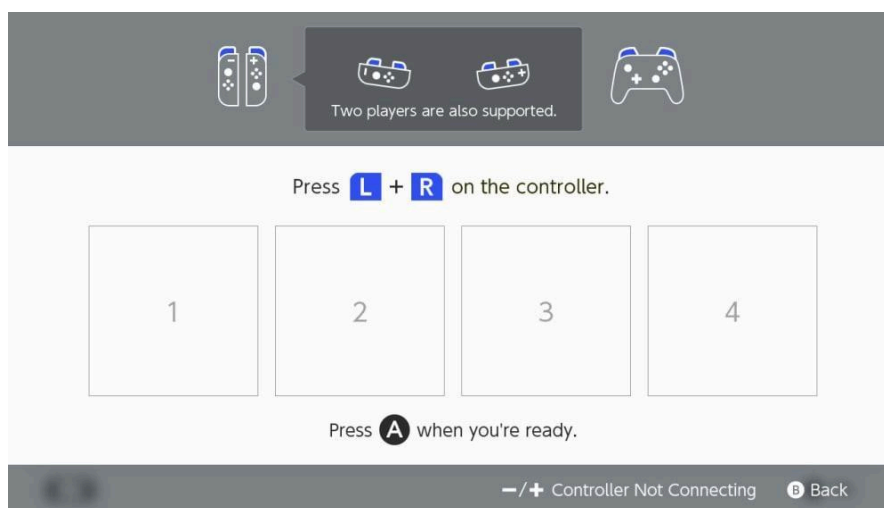 Two players are also supported.
Press L + R on the controller.
1 2 3 4
Press A when you're ready.
−/+ Controller Not Connecting B Back